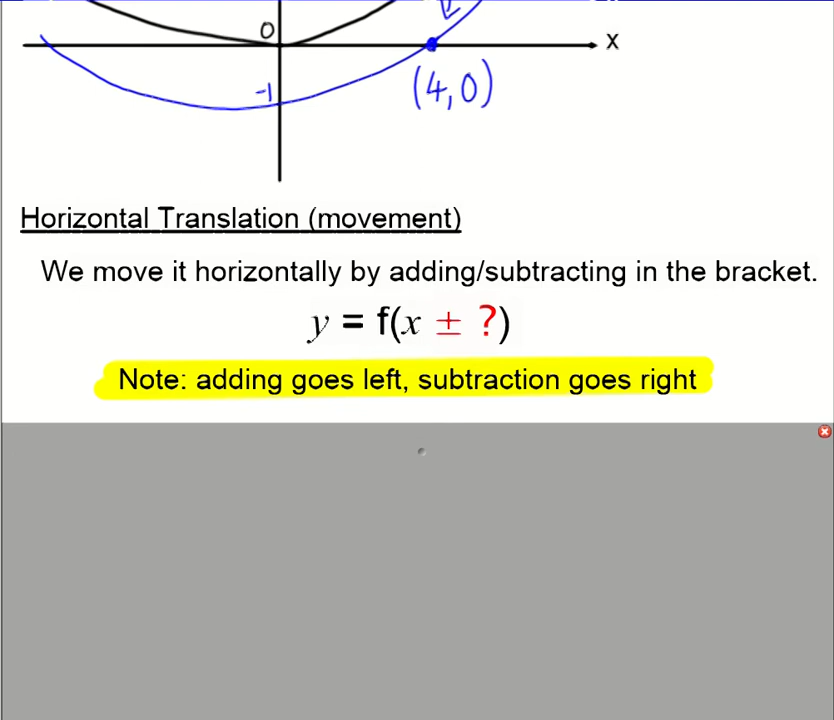 0
x
-1
(4,0)
Horizontal Translation (movement)
We move it horizontally by adding/subtracting in the bracket.
y = f(x ± ?)
Note: adding goes left, subtraction goes right